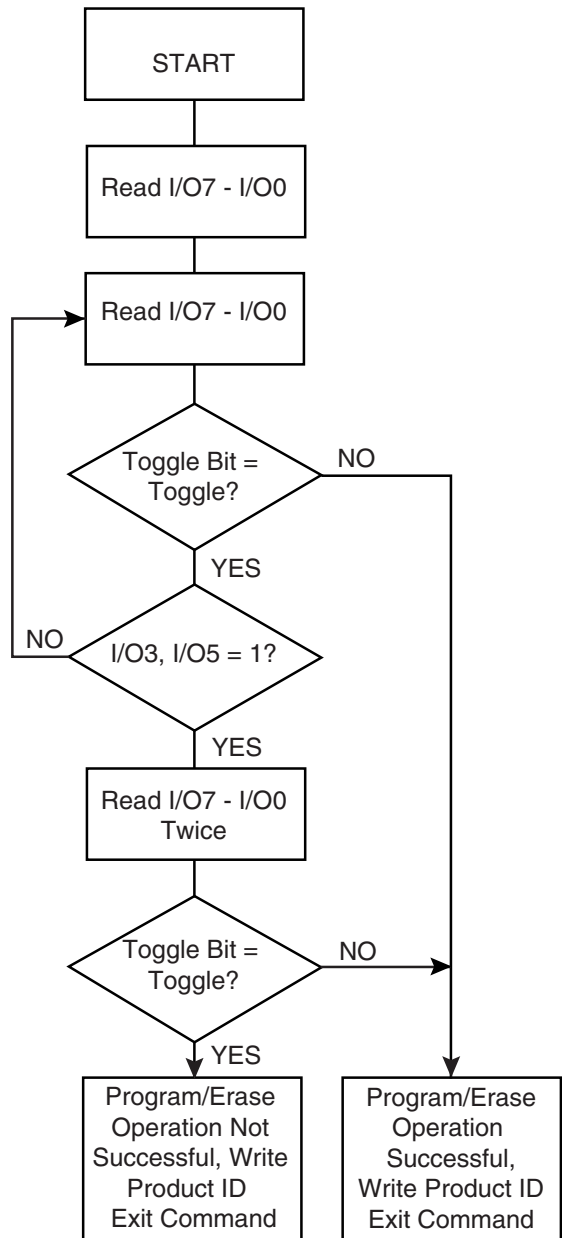 START
Read I/O7 - I/O0
Read I/O7 - I/O0
Toggle Bit =
Toggle?
NO
YES
NO
I/O3, I/O5 = 1?
YES
Read I/O7 - I/O0
Twice
Toggle Bit =
Toggle?
NO
YES
Program/Erase
Operation Not
Successful, Write
Product ID
Exit Command
Program/Erase
Operation
Successful,
Write Product ID
Exit Command